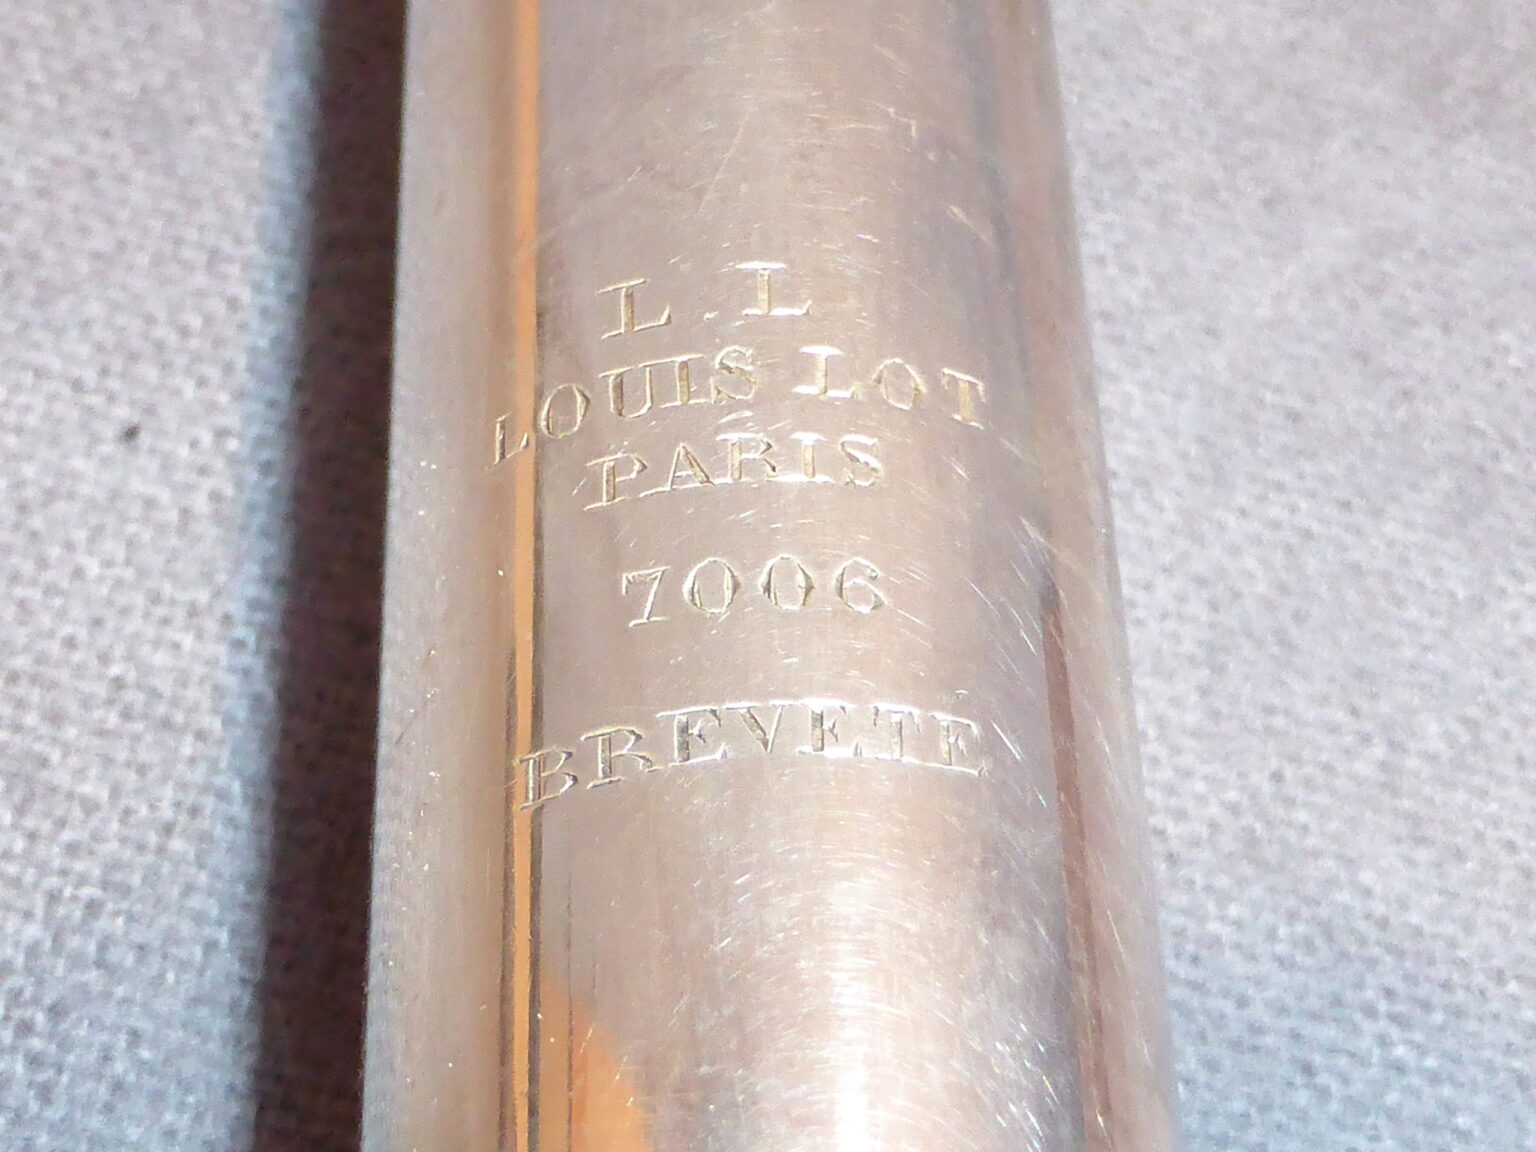 L.L
LOUIS LOT
PARIS
7006
BREVETÉ